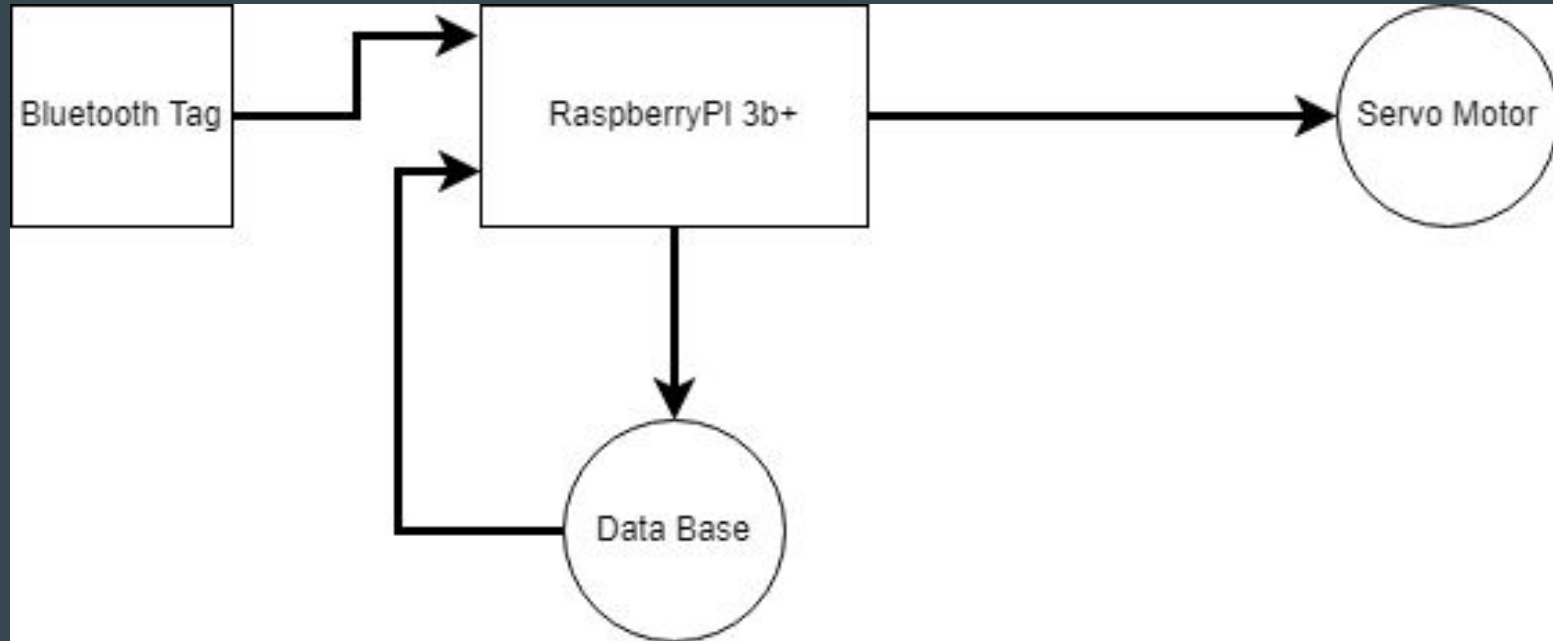 Bluetooth Tag
RaspberryPI 3b+
Servo Motor
Data Base